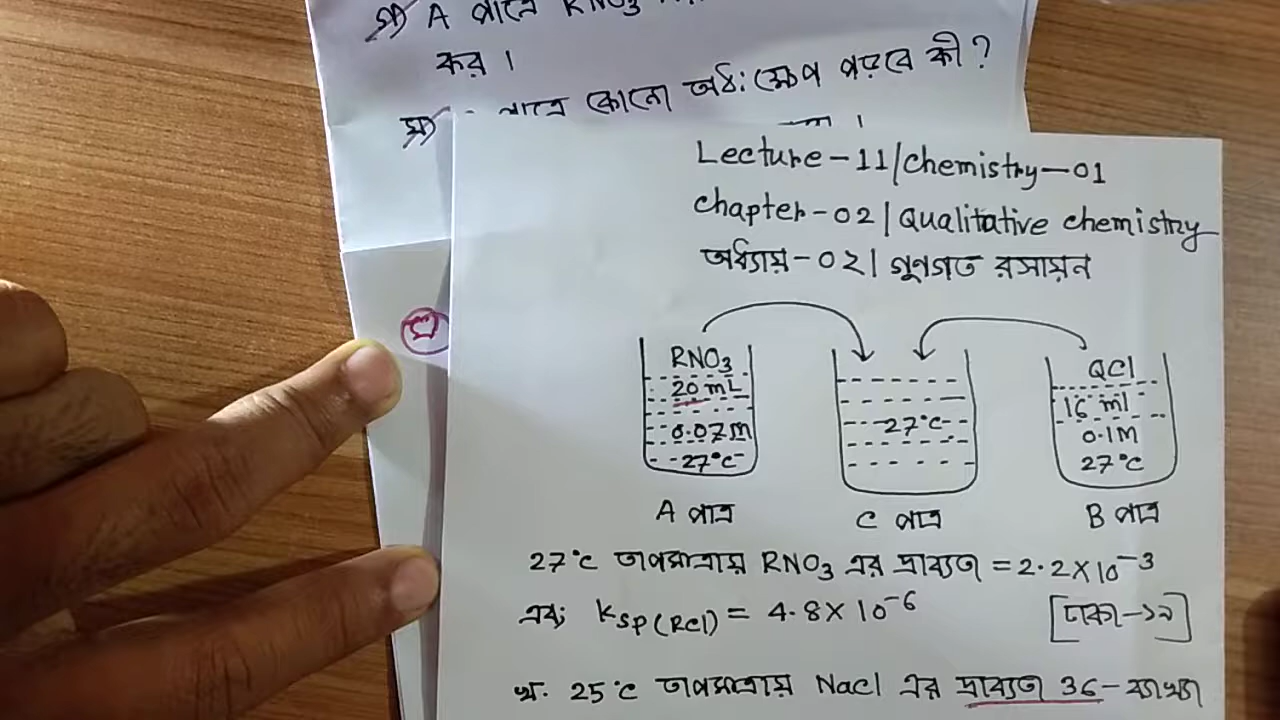 গ) A পাত্রে RNO₃
কর ।
ঘ) পাত্রে কোনো অধঃক্ষেপ পড়বে কী?
Lecture-11/Chemistry-01
Chapter-02/Qualitative chemistry
অধ্যায়-০২। গুণগত রসায়ন
RNO₃
20 mL
0.07M
27°C
A পাত্র
27°C
C পাত্র
QCl
16 ml
0.1M
27°C
B পাত্র
27°C তাপমাত্রায় RNO₃ এর দ্রাব্যতা = 2.2×10⁻³
এবং Ksp(RCl) = 4.8×10⁻⁶
[ঢাকা-১৯]
খ. 25°C তাপমাত্রায় NaCl এর দ্রাব্যতা 36-ব্যাখ্যা
ঘ